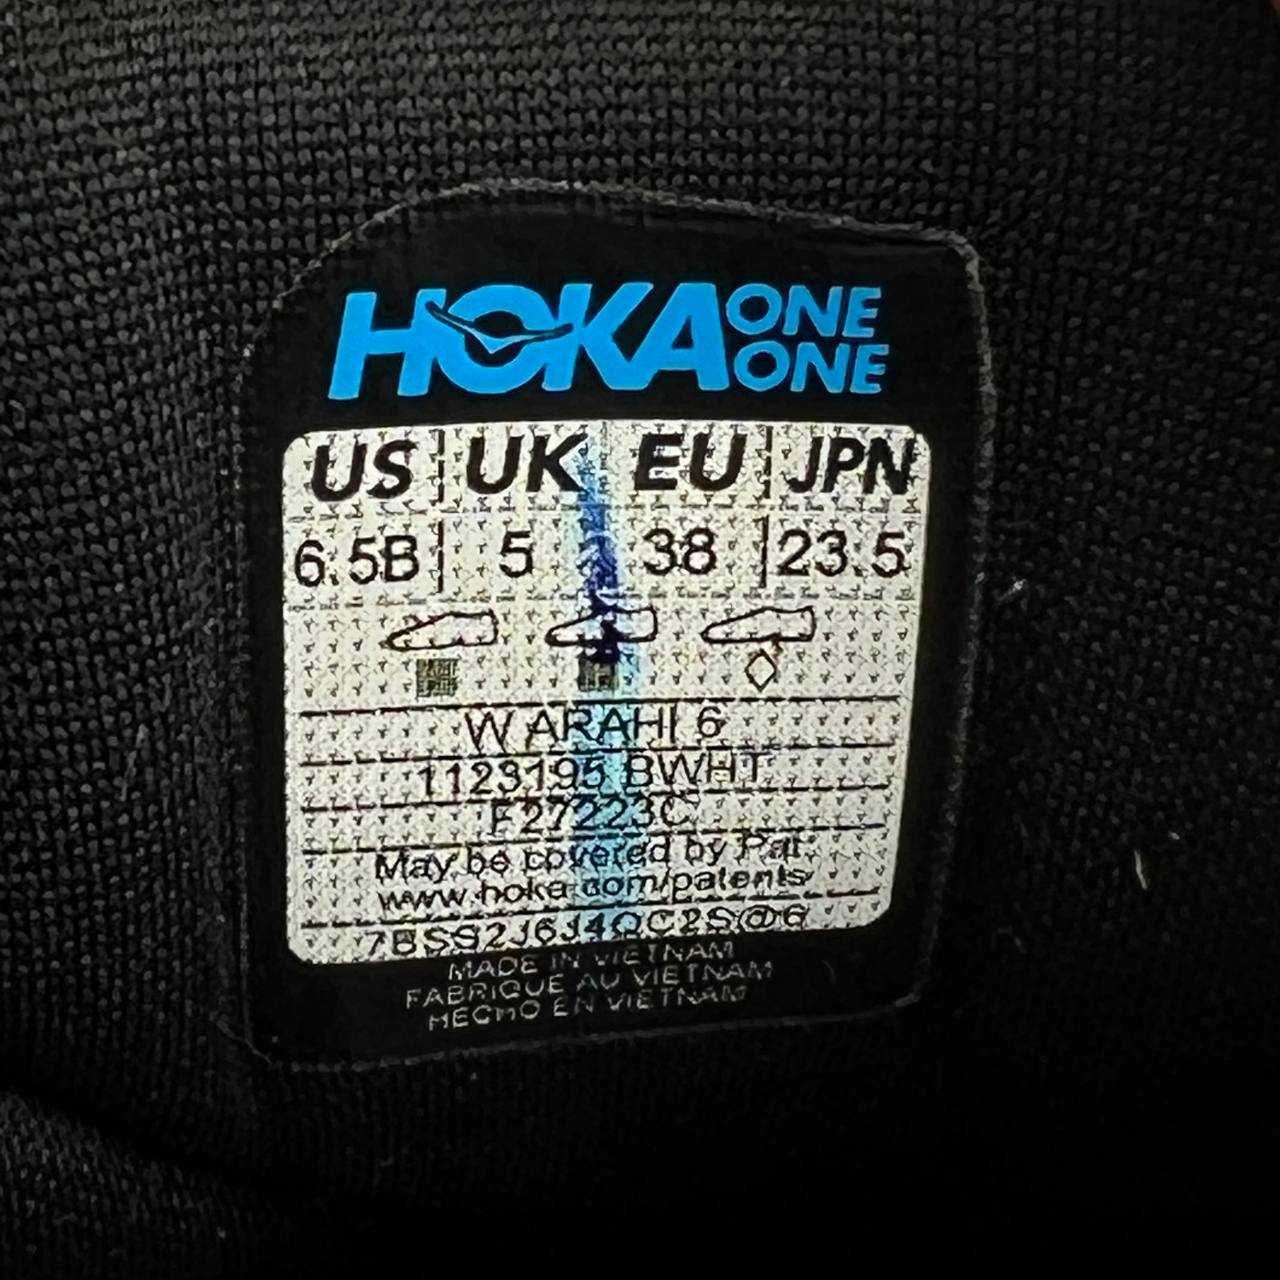 HOKA ONE ONE
US UK EU JPN
6.5B 5 38 23.5
W ARAHI 6
1123195 BWHT
F27223C
May be covered by Pat.
www.hoka.com/patents
7BSS2J6J4QC2S@6
MADE IN VIETNAM
FABRIQUE AU VIETNAM
HECHO EN VIETNAM